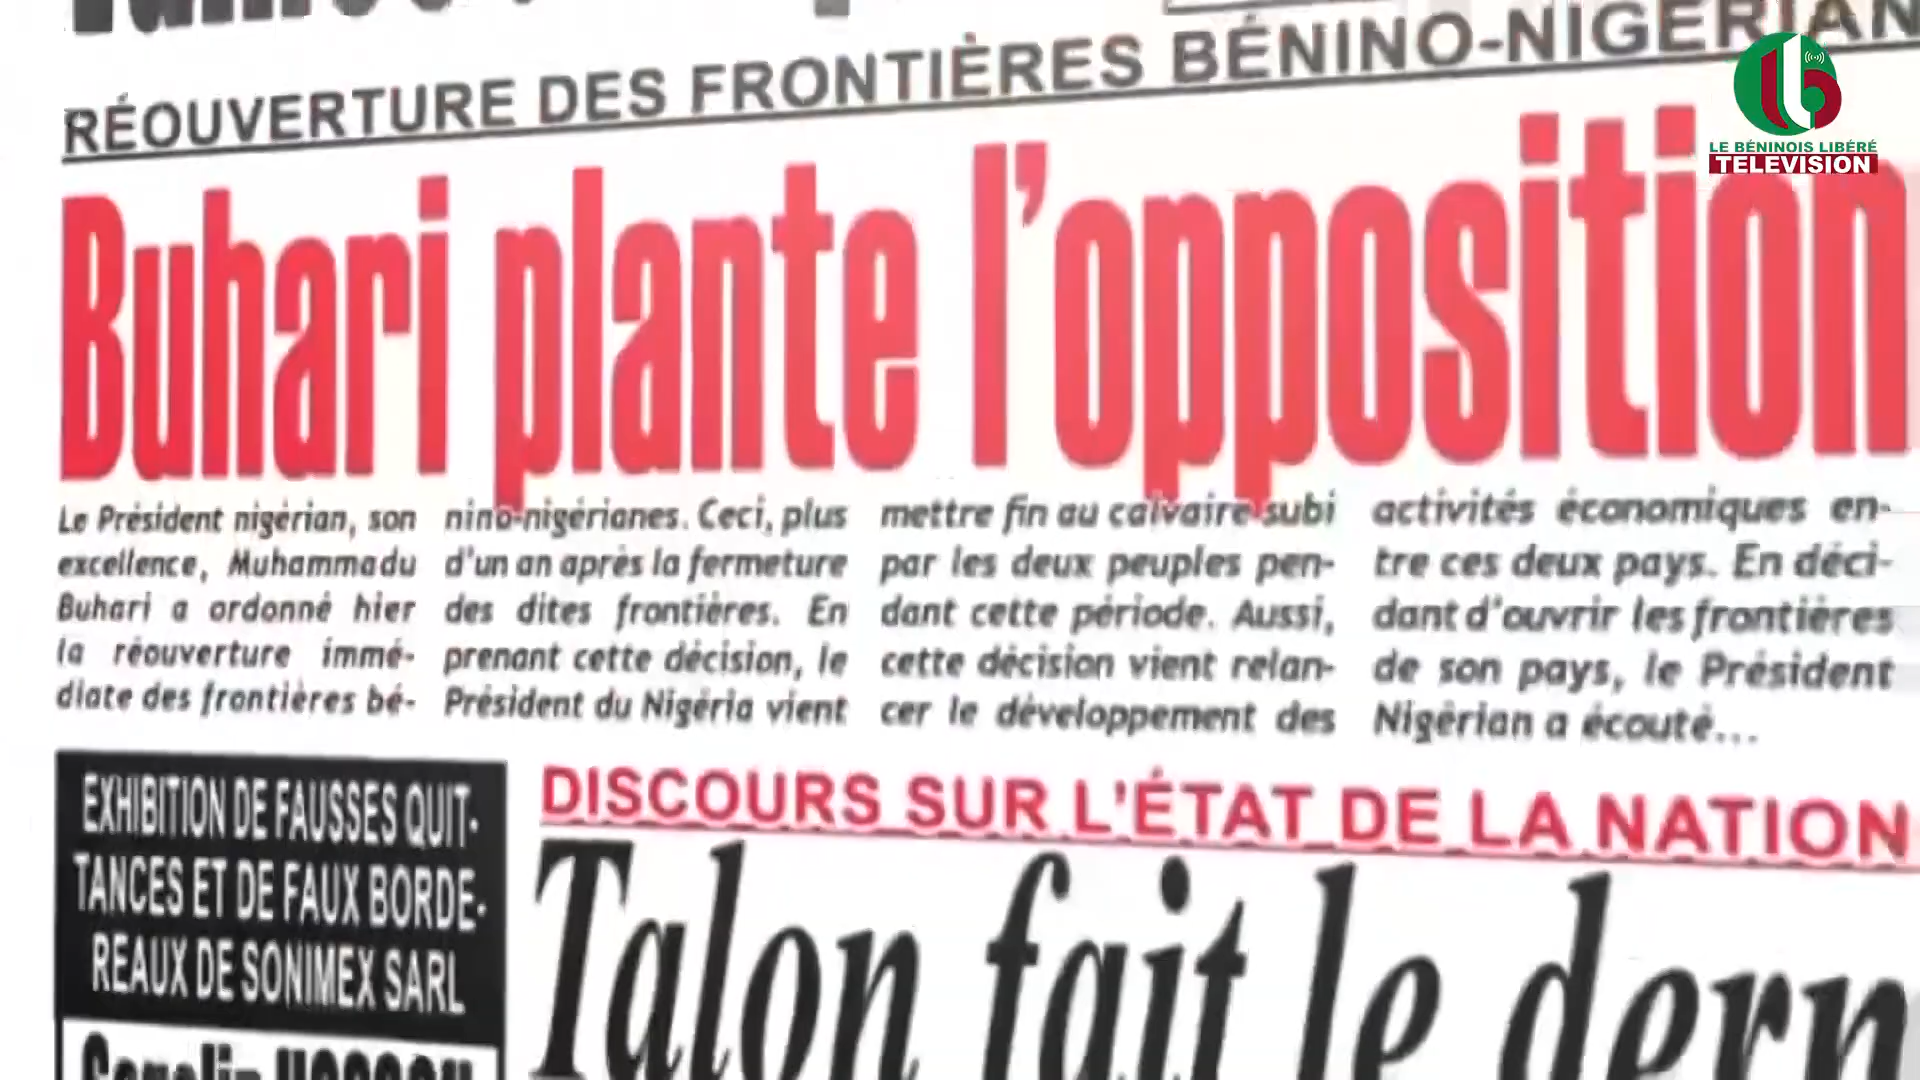 RÉOUVERTURE DES FRONTIÈRES BÉNINO-NIGÉRIAN
LE BÉNINOIS LIBÉRÉ
TELEVISION
Buhari plante l'opposition
Le Président nigérian, son
excellence, Muhammadu
Buhari a ordonné hier
la réouverture immé-
diate des frontières bé-
nino-nigérianes. Ceci, plus
d'un an après la fermeture
des dites frontières. En
prenant cette décision, le
Président du Nigéria vient
mettre fin au calvaire subi
par les deux peuples pen-
dant cette période. Aussi,
cette décision vient relan-
cer le développement des
activités économiques en-
tre ces deux pays. En déci-
dant d'ouvrir les frontières
de son pays, le Président
Nigérian a écouté...
EXHIBITION DE FAUSSES QUIT-
TANCES ET DE FAUX BORDE-
REAUX DE SONIMEX SARL
DISCOURS SUR L'ÉTAT DE LA NATION
Talon fait le dern